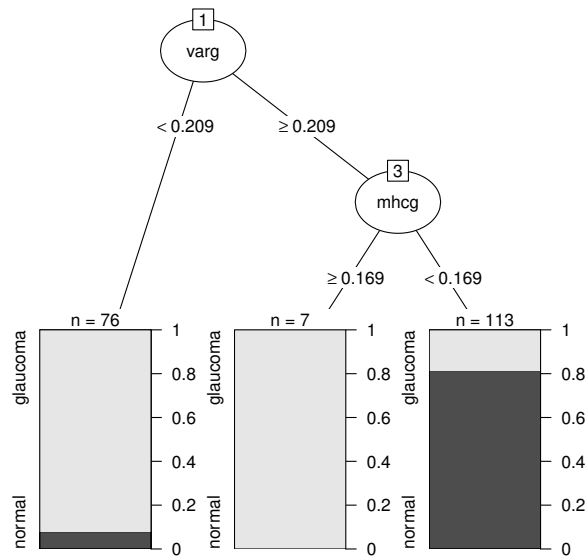 1
varg
< 0.209
≥ 0.209
3
mhcg
≥ 0.169
< 0.169
n = 76
normal
glaucoma
0
0.2
0.4
0.6
0.8
1
n = 7
normal
glaucoma
0
0.2
0.4
0.6
0.8
1
n = 113
normal
glaucoma
0
0.2
0.4
0.6
0.8
1